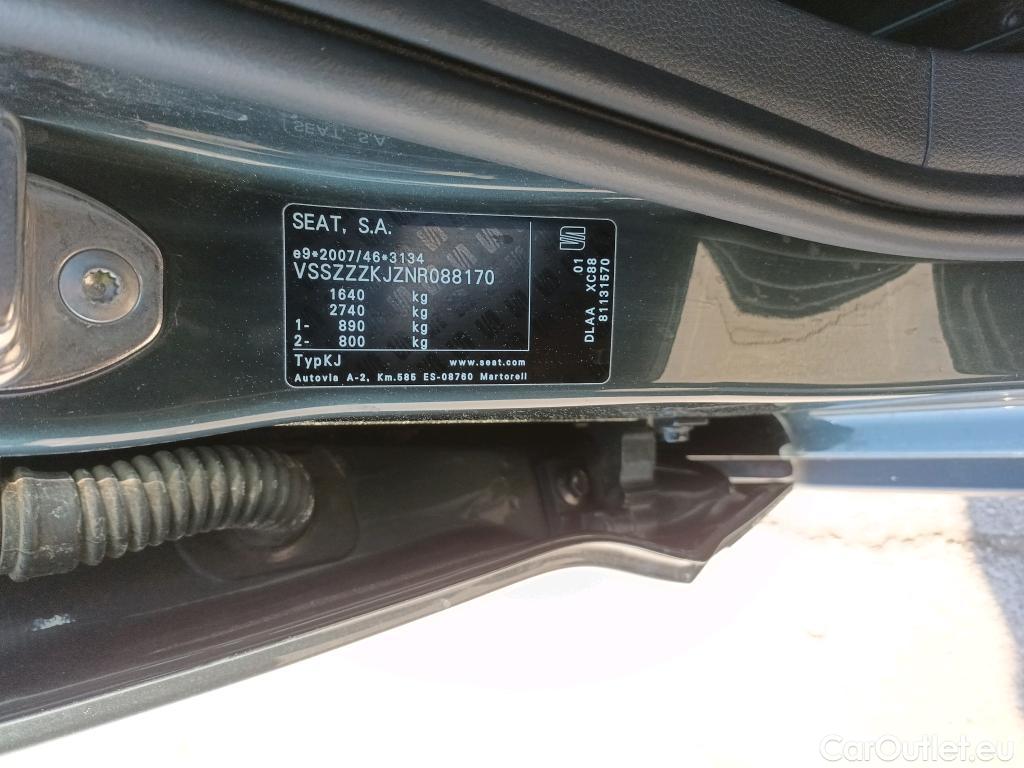 SEAT, S.A.
SEAT, S.A.
e9*2007/46*3134
VSSZZZKJZNR088170
1640 kg
2740 kg
1- 890 kg
2- 800 kg
TypKJ www.seat.com
Autovia A-2, Km.585 ES-08760 Martorell
01
DLAA XC88
81131570
CarOutlet.eu